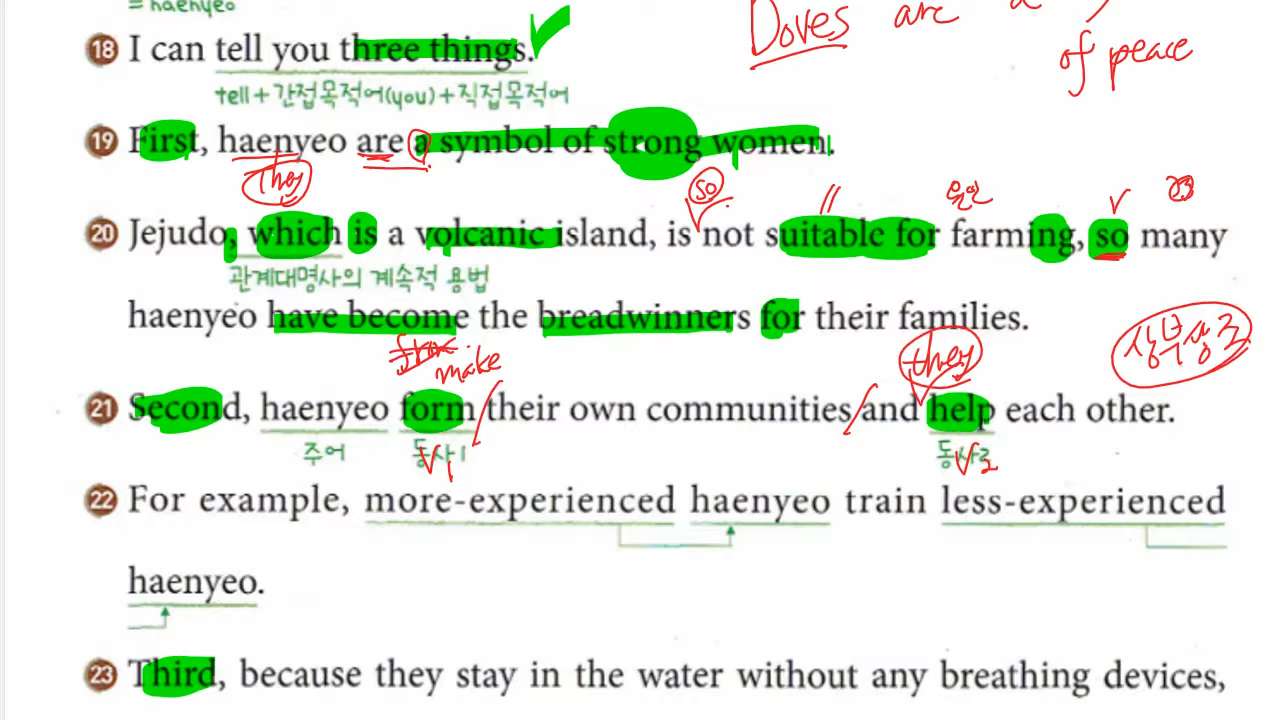 = haenyeo
Doves are a
of peace
18 I can tell you three things.
tell+간접목적어(you)+직접목적어
19 First, haenyeo are a symbol of strong women.
They
so
20 Jejudo, which is a volcanic island, is not suitable for farming, so many
관계대명사의 계속적 용법
haenyeo have become the breadwinners for their families.
make
they
상부상조
21 Second, haenyeo form their own communities and help each other.
주어 동사1 동사2
V1 V2
22 For example, more-experienced haenyeo train less-experienced
haenyeo.
23 Third, because they stay in the water without any breathing devices,